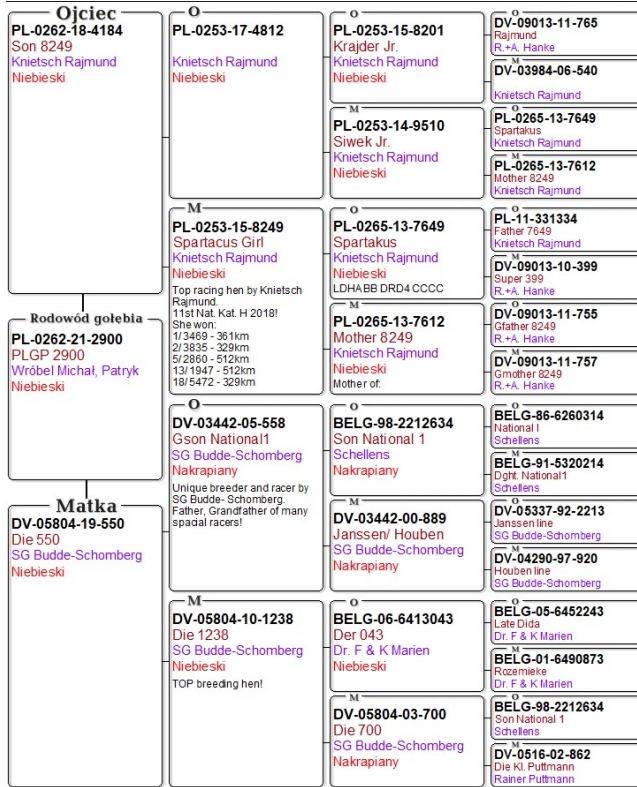 Ojciec
PL-0262-18-4184
Son 8249
Knietsch Rajmund
Niebieski
Rodowód gołebia
PL-0262-21-2900
PLGP 2900
Wróbel Michał, Patryk
Niebieski
Matka
DV-05804-19-550
Die 550
SG Budde-Schomberg
Niebieski
O
PL-0253-17-4812
Knietsch Rajmund
Niebieski
M
PL-0253-15-8249
Spartacus Girl
Knietsch Rajmund
Niebieski
Top racing hen by Knietsch
Rajmund.
11st Nat. Kat. H 2018!
She won:
1/ 3469 - 361km
2/ 3835 - 329km
5/ 2860 - 512km
13/ 1947 - 512km
18/ 5472 - 329km
O
DV-03442-05-558
Gson National1
SG Budde-Schomberg
Nakrapiany
Unique breeder and racer by
SG Budde- Schomberg.
Father, Grandfather of many
spacial racers!
M
DV-05804-10-1238
Die 1238
SG Budde-Schomberg
Niebieski
TOP breeding hen!
O
PL-0253-15-8201
Krajder Jr.
Knietsch Rajmund
Niebieski
M
PL-0253-14-9510
Siwek Jr.
Knietsch Rajmund
Niebieski
O
PL-0265-13-7649
Spartakus
Knietsch Rajmund
Niebieski
LDHA BB DRD4 CCCC
M
PL-0265-13-7612
Mother 8249
Knietsch Rajmund
Niebieski
Mother of:
O
BELG-98-2212634
Son National 1
Schellens
Nakrapiany
M
DV-03442-00-889
Janssen/ Houben
SG Budde-Schomberg
Nakrapiany
O
BELG-06-6413043
Der 043
Dr. F & K Marien
Niebieski
M
DV-05804-03-700
Die 700
SG Budde-Schomberg
Nakrapiany
O
DV-09013-11-765
Rajmund
R.+A. Hanke
M
DV-03984-06-540
Knietsch Rajmund
O
PL-0265-13-7649
Spartakus
Knietsch Rajmund
M
PL-0265-13-7612
Mother 8249
Knietsch Rajmund
O
PL-11-331334
Father 7649
Knietsch Rajmund
M
DV-09013-10-399
Super 399
R.+A. Hanke
O
DV-09013-11-755
Gfather 8249
R.+A. Hanke
M
DV-09013-11-757
Gmother 8249
R.+A. Hanke
O
BELG-86-6260314
National I
Schellens
M
BELG-91-5320214
Dght. National1
Schellens
O
DV-05337-92-2213
Janssen line
SG Budde-Schomberg
M
DV-04290-97-920
Houben line
SG Budde-Schomberg
O
BELG-05-6452243
Late Dida
Dr. F & K Marien
M
BELG-01-6490873
Rozemieke
Dr. F & K Marien
O
BELG-98-2212634
Son National 1
Schellens
M
DV-0516-02-862
Die Kl. Puttmann
Rainer Puttmann